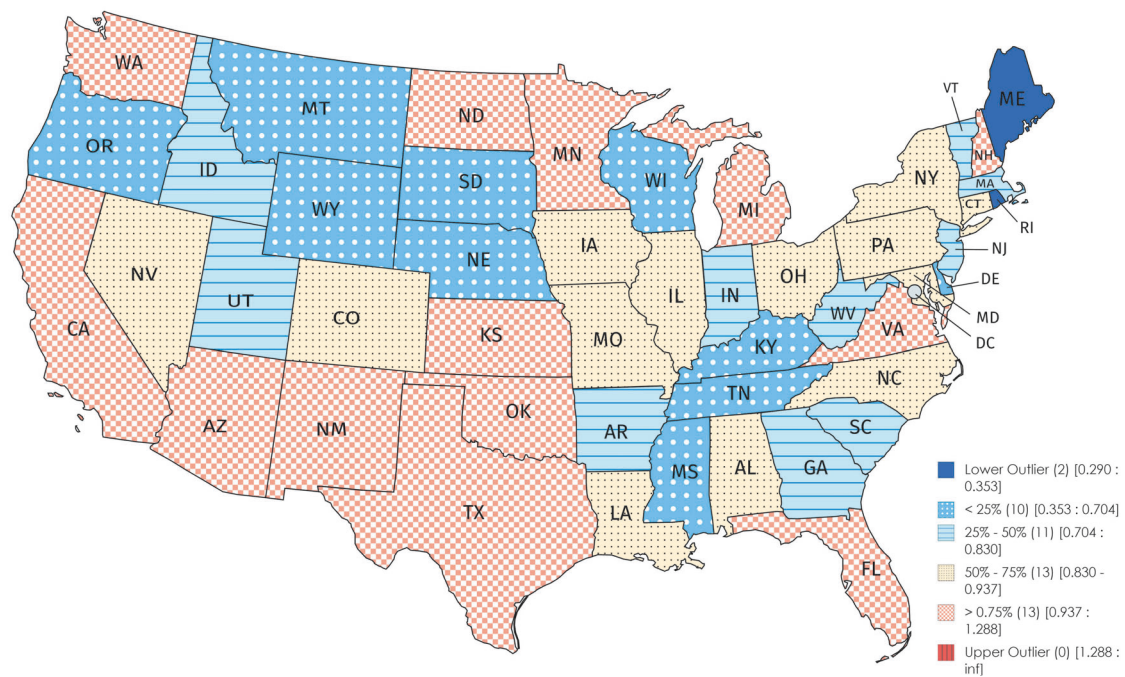 WA
MT
ND
MN
VT
ME
OR
ID
SD
WI
MI
NY
NH
MA
CT
RI
WY
NE
IA
PA
NJ
NV
UT
CO
IL
IN
OH
DE
WV
MD
CA
KS
MO
KY
VA
DC
AZ
NM
OK
TN
NC
AR
SC
MS
AL
GA
TX
LA
FL
Lower Outlier (2) [0.290 :
0.353]
< 25% (10) [0.353 : 0.704]
25% - 50% (11) [0.704 :
0.830]
50% - 75% (13) [0.830 -
0.937]
> 0.75% (13) [0.937 :
1.288]
Upper Outlier (0) [1.288 :
inf]